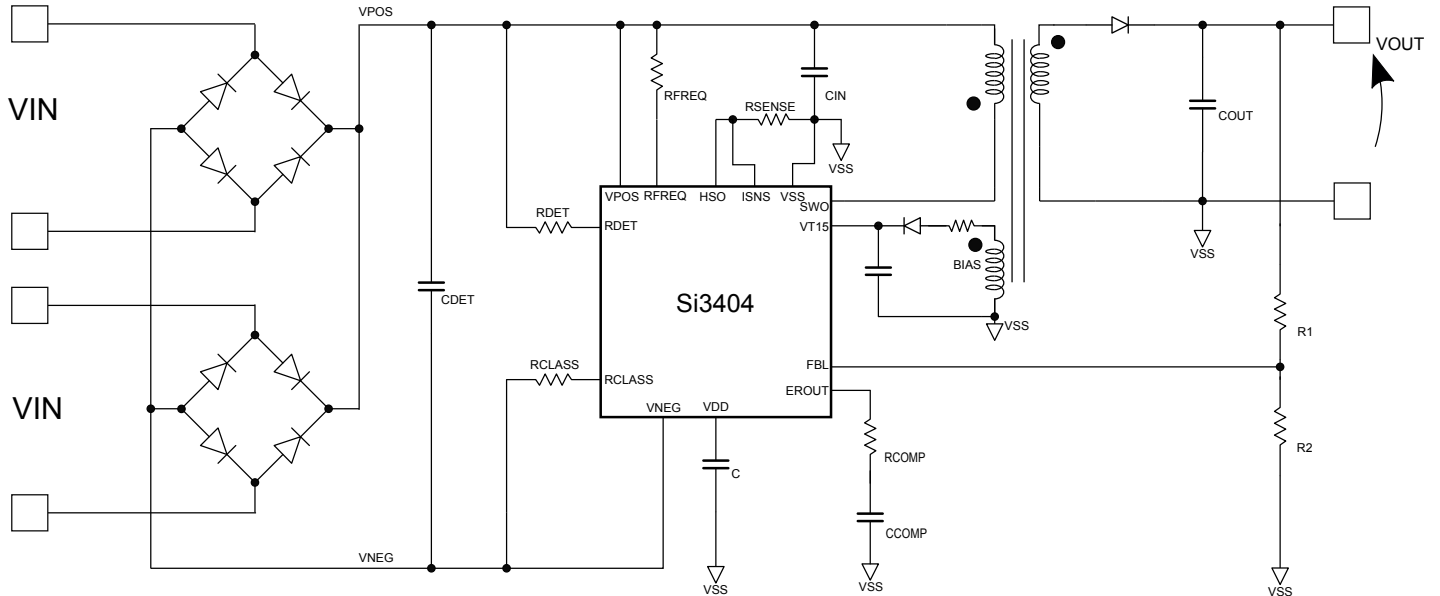 VPOS
VOUT
RFREQ
CIN
VIN
RSENSE
COUT
VSS
VPOS RFREQ HSO ISNS VSS
SWO
RDET
RDET
VT15
VSS
BIAS
CDET
Si3404
VSS
R1
RCLASS
FBL
RCLASS
EROUT
VIN
VNEG VDD
R2
RCOMP
C
CCOMP
VNEG
VSS
VSS
VSS